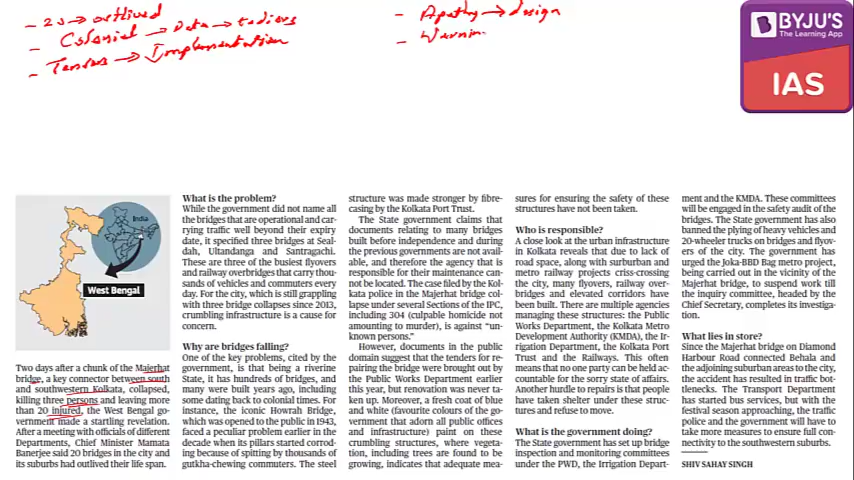 - 20 → outlived
- Colonial → Data → tedious
- Tenders → Implementation
- Apathy → design
- Warnin
BYJU'S
The Learning App
IAS
India
West Bengal
Two days after a chunk of the Majerhat
bridge, a key connector between south
and southwestern Kolkata, collapsed,
killing three persons and leaving more
than 20 injured, the West Bengal go-
vernment made a startling revelation.
After a meeting with officials of different
Departments, Chief Minister Mamata
Banerjee said 20 bridges in the city and
its suburbs had outlived their life span.
What is the problem?
While the government did not name all
the bridges that are operational and car-
rying traffic well beyond their expiry
date, it specified three bridges at Seal-
dah, Ultandanga and Santragachi.
These are three of the busiest flyovers
and railway overbridges that carry thou-
sands of vehicles and commuters every
day. For the city, which is still grappling
with three bridge collapses since 2013,
crumbling infrastructure is a cause for
concern.
Why are bridges falling?
One of the key problems, cited by the
government, is that being a riverine
State, it has hundreds of bridges, and
many were built years ago, including
some dating back to colonial times. For
instance, the iconic Howrah Bridge,
which was opened to the public in 1943,
faced a peculiar problem earlier in the
decade when its pillars started corrod-
ing because of spitting by thousands of
gutkha-chewing commuters. The steel
structure was made stronger by fibre-
casing by the Kolkata Port Trust.
The State government claims that
documents relating to many bridges
built before independence and during
the previous governments are not avail-
able, and therefore the agency that is
responsible for their maintenance can-
not be located. The case filed by the Kol-
kata police in the Majerhat bridge col-
lapse under several Sections of the IPC,
including 304 (culpable homicide not
amounting to murder), is against "un-
known persons."
However, documents in the public
domain suggest that the tenders for re-
pairing the bridge were brought out by
the Public Works Department earlier
this year, but renovation was never ta-
ken up. Moreover, a fresh coat of blue
and white (favourite colours of the go-
vernment that adorn all public offices
and infrastructure) paint on these
crumbling structures, where vegeta-
tion, including trees are found to be
growing, indicates that adequate mea-
sures for ensuring the safety of these
structures have not been taken.
Who is responsible?
A close look at the urban infrastructure
in Kolkata reveals that due to lack of
road space, along with suburban and
metro railway projects criss-crossing
the city, many flyovers, railway over-
bridges and elevated corridors have
been built. There are multiple agencies
managing these structures: the Public
Works Department, the Kolkata Metro
Development Authority (KMDA), the Ir-
rigation Department, the Kolkata Port
Trust and the Railways. This often
means that no one party can be held ac-
countable for the sorry state of affairs.
Another hurdle to repairs is that people
have taken shelter under these struc-
tures and refuse to move.
What is the government doing?
The State government has set up bridge
inspection and monitoring committees
under the PWD, the Irrigation Depart-
ment and the KMDA. These committees
will be engaged in the safety audit of the
bridges. The State government has also
banned the plying of heavy vehicles and
20-wheeler trucks on bridges and flyov-
ers of the city. The government has
urged the Joka-BBD Bag metro project,
being carried out in the vicinity of the
Majerhat bridge, to suspend work till
the inquiry committee, headed by the
Chief Secretary, completes its investiga-
tion.
What lies in store?
Since the Majerhat bridge on Diamond
Harbour Road connected Behala and
the adjoining suburban areas to the city,
the accident has resulted in traffic bot-
tlenecks. The Transport Department
has started bus services, but with the
festival season approaching, the traffic
police and the government will have to
take more measures to ensure full con-
nectivity to the southwestern suburbs.
SHIV SAHAY SINGH